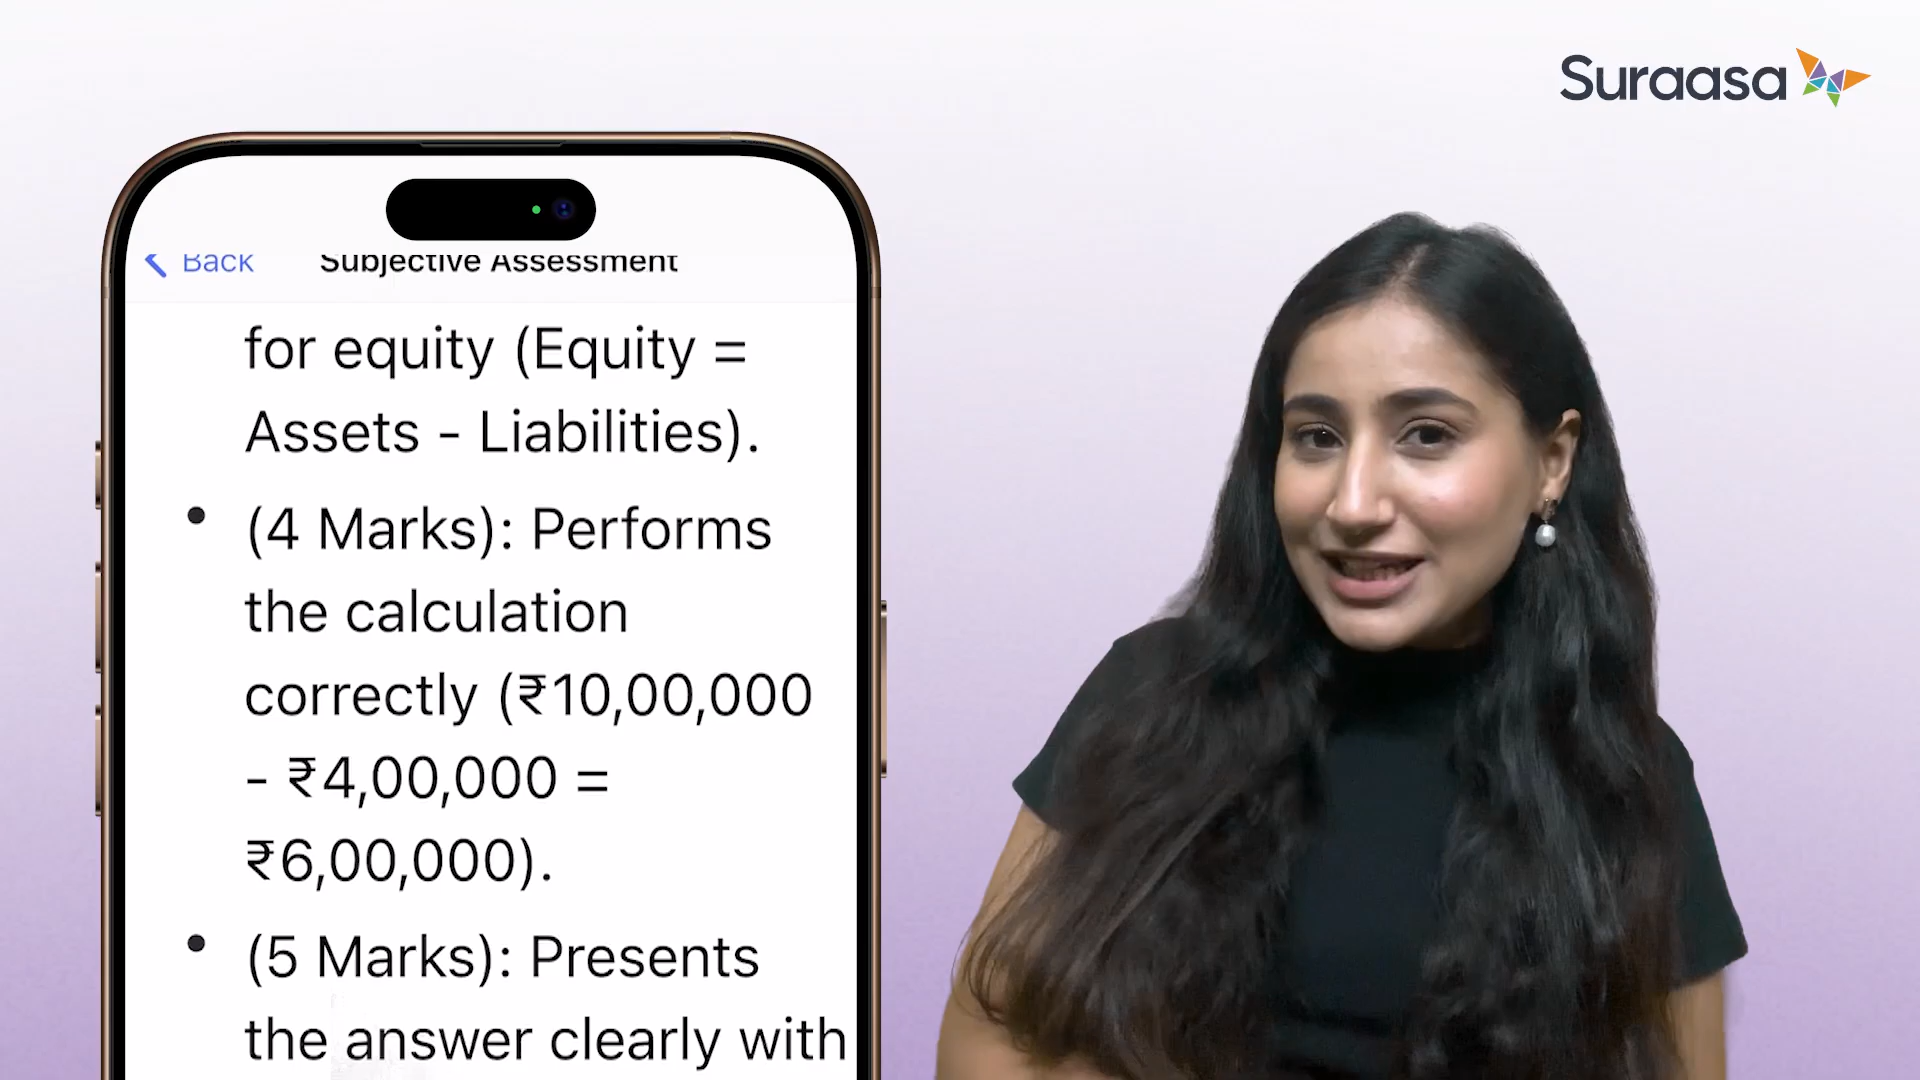 Suraasa
Back
Subjective Assessment
for equity (Equity =
Assets - Liabilities).
• (4 Marks): Performs
the calculation
correctly (₹10,00,000
- ₹4,00,000 =
₹6,00,000).
• (5 Marks): Presents
the answer clearly with